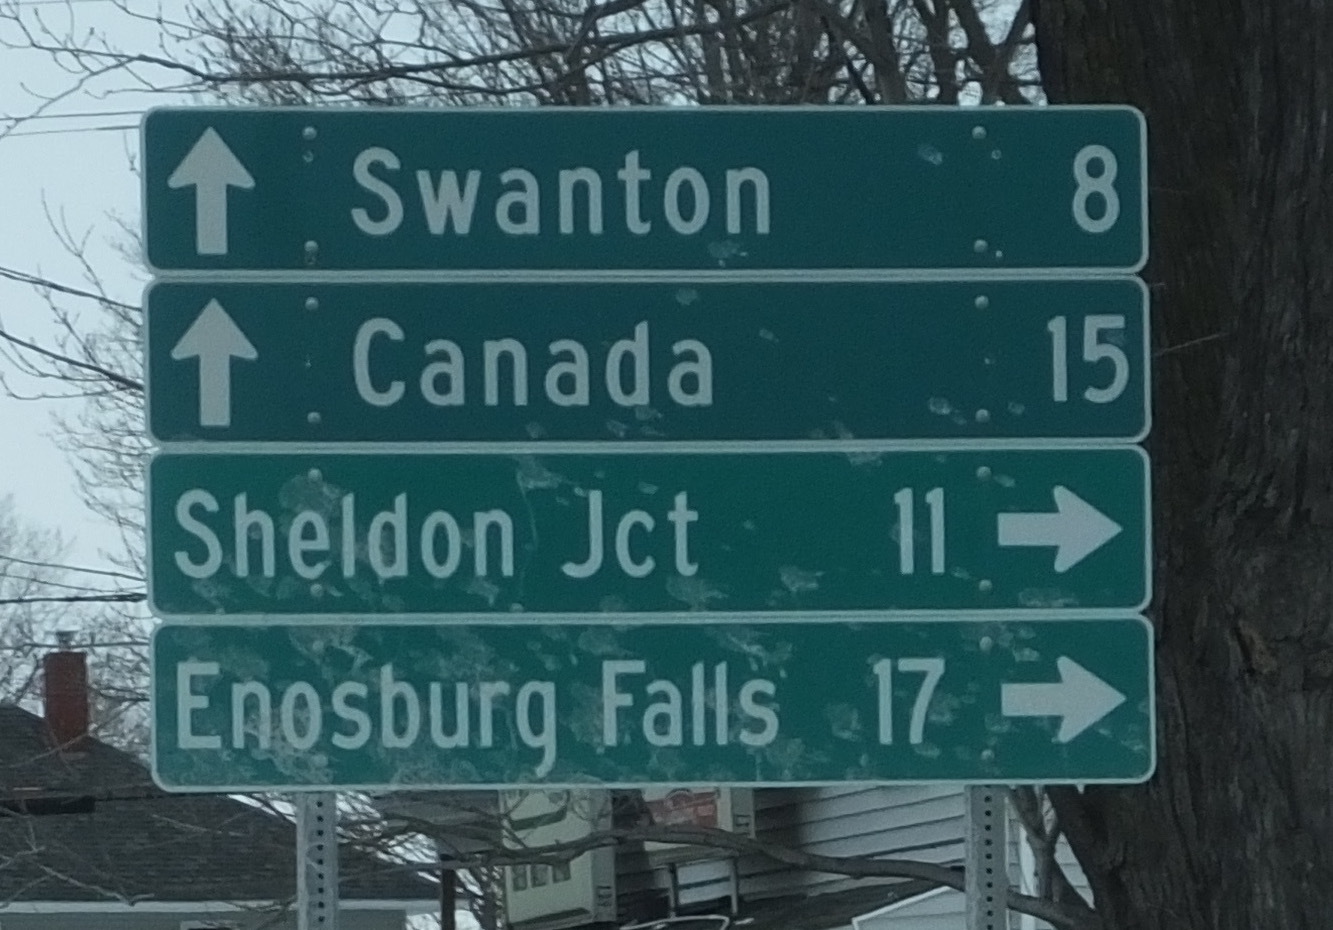 ↑ Swanton 8
↑ Canada 15
Sheldon Jct 11 →
Enosburg Falls 17 →